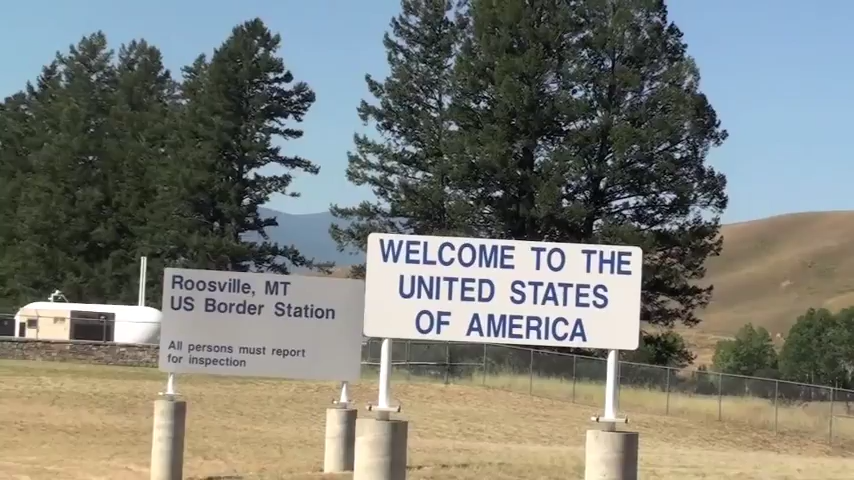 Roosville, MT
US Border Station
All persons must report
for inspection
WELCOME TO THE
UNITED STATES
OF AMERICA